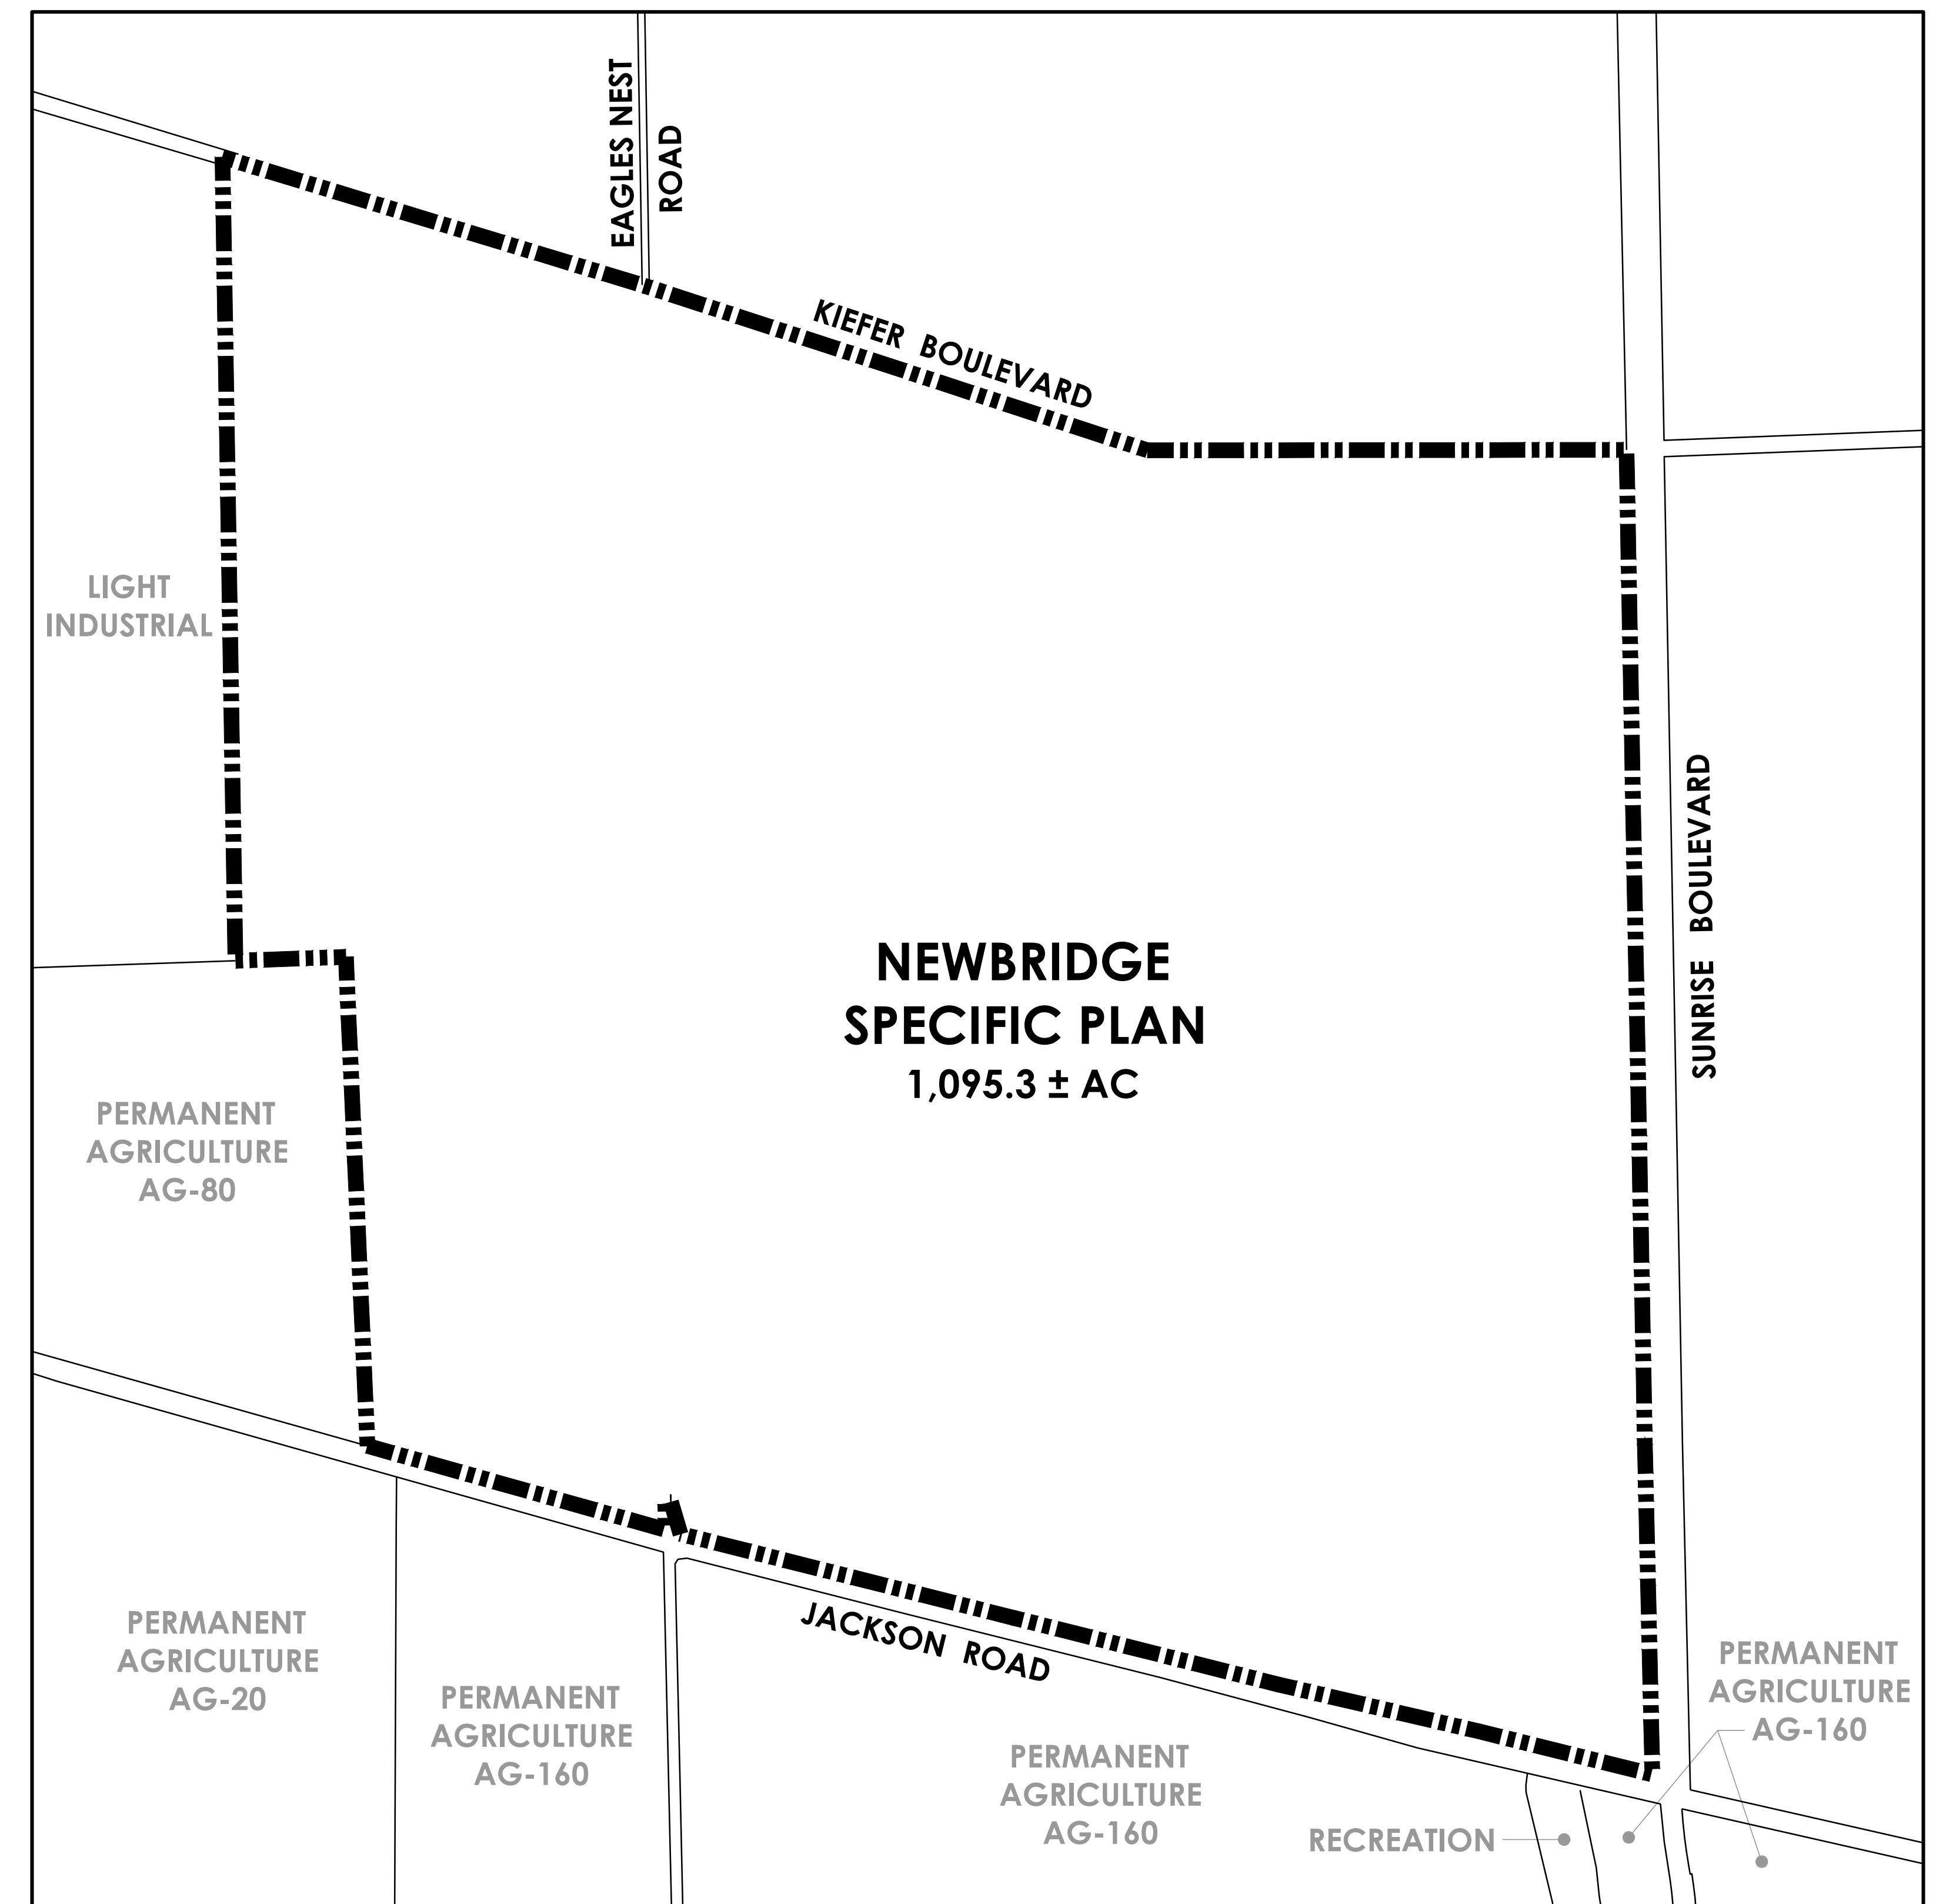 EAGLES NEST
ROAD
KIEFER BOULEVARD
LIGHT
INDUSTRIAL
SUNRISE BOULEVARD
NEWBRIDGE
SPECIFIC PLAN
1,095.3 ± AC
PERMANENT
AGRICULTURE
AG-80
JACKSON ROAD
PERMANENT
AGRICULTURE
AG-20
PERMANENT
AGRICULTURE
AG-160
PERMANENT
AGRICULTURE
AG-160
PERMANENT
AGRICULTURE
AG-160
RECREATION